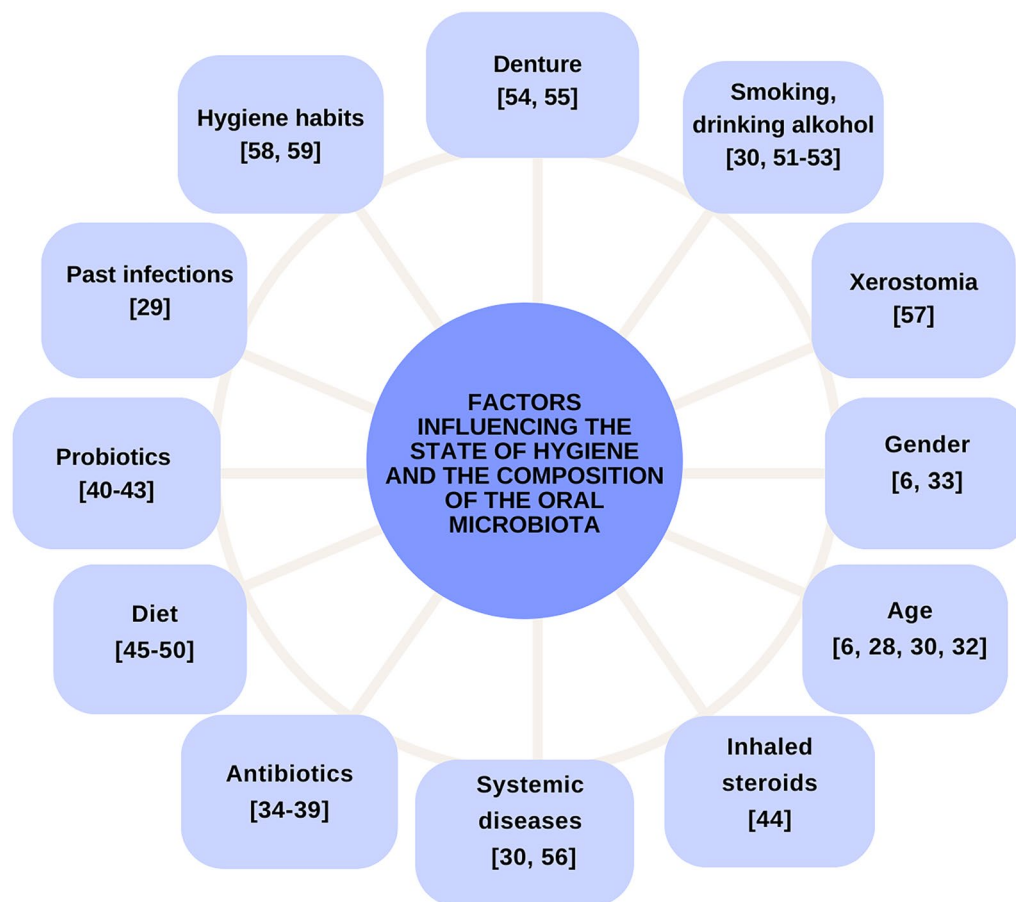 Denture
[54, 55]
Smoking,
drinking alkohol
[30, 51-53]
Hygiene habits
[58, 59]
Past infections
[29]
Xerostomia
[57]
FACTORS
INFLUENCING THE
STATE OF HYGIENE
AND THE COMPOSITION
OF THE ORAL
MICROBIOTA
Probiotics
[40-43]
Gender
[6, 33]
Diet
[45-50]
Age
[6, 28, 30, 32]
Antibiotics
[34-39]
Systemic
diseases
[30, 56]
Inhaled
steroids
[44]